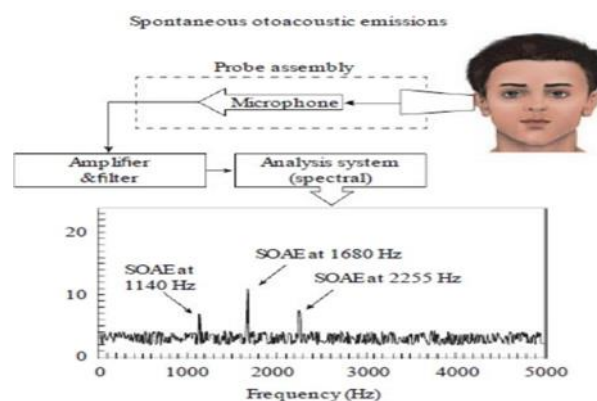 Spontaneous otoacoustic emissions
Probe assembly
Microphone
Amplifier
&filter
Analysis system
(spectral)
20
10
0
SOAE at
1140 Hz
SOAE at 1680 Hz
SOAE at 2255 Hz
1000
2000
3000
4000
5000
Frequency (Hz)